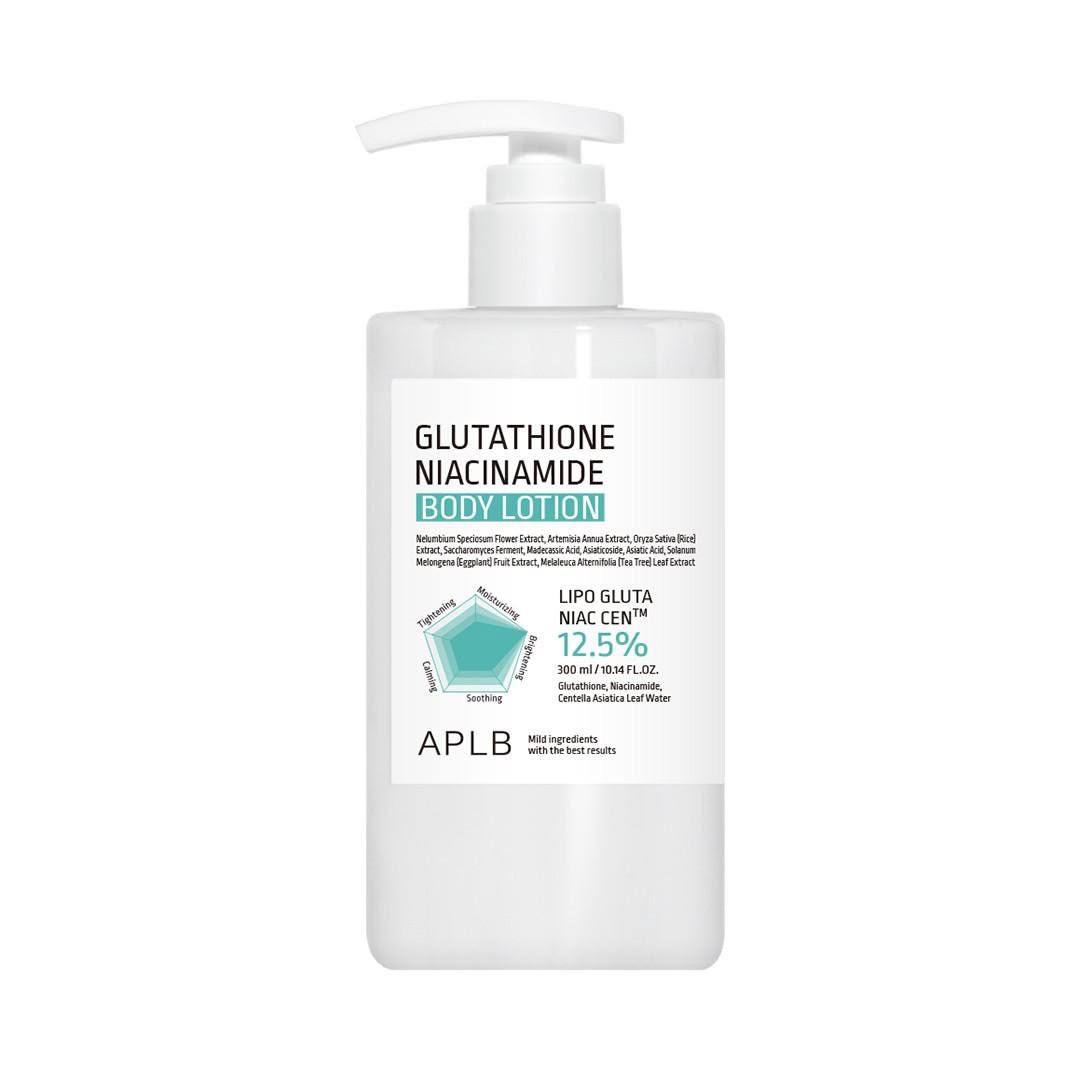 GLUTATHIONE
NIACINAMIDE
BODY LOTION
Nelumbium Speciosum Flower Extract, Artemisia Annua Extract, Oryza Sativa (Rice)
Extract, Saccharomyces Ferment, Madecassic Acid, Asiaticoside, Asiatic Acid, Solanum
Melongena (Eggplant) Fruit Extract, Melaleuca Alternifolia (Tea Tree) Leaf Extract
Tightening
Moisturizing
Brightening
Calming
Soothing
LIPO GLUTA
NIAC CEN™
12.5%
300 ml / 10.14 FL.OZ.
Glutathione, Niacinamide,
Centella Asiatica Leaf Water
APLB
Mild ingredients
with the best results